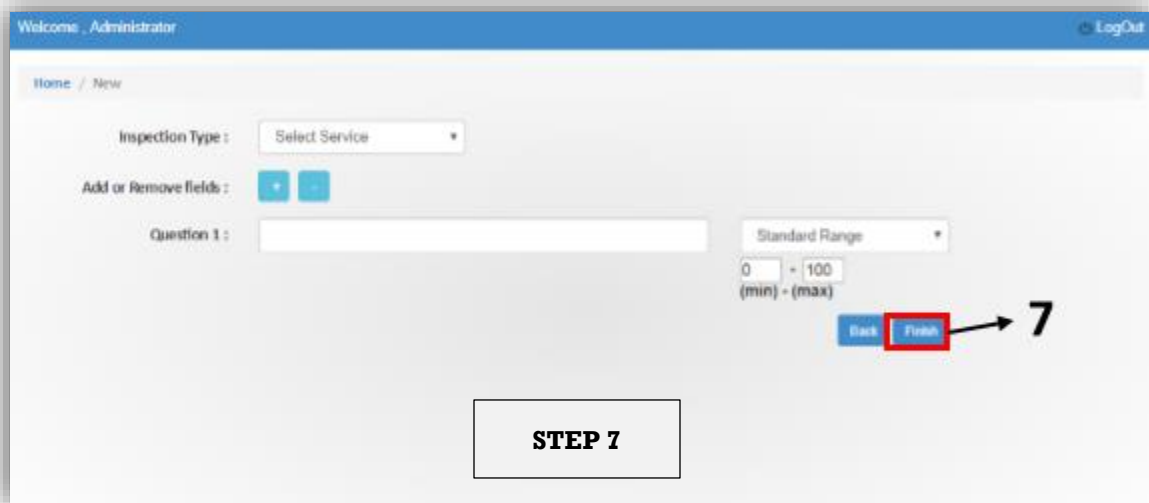 Welcome , Administrator
LogOut
Home / New
Inspection Type :
Select Service
Add or Remove fields :
+
-
Question 1 :
Standard Range
0 - 100
(min) - (max)
Back
Finish
7
STEP 7